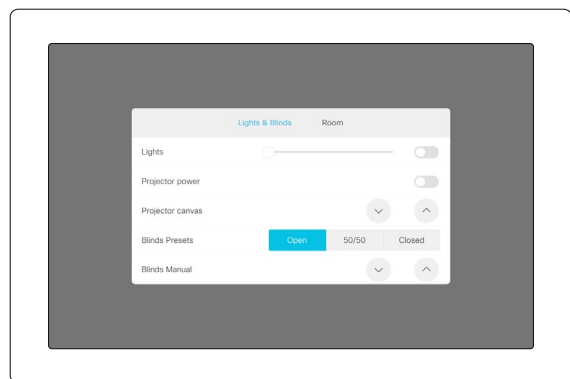 Lights & Blinds Room
Lights
Projector power
Projector canvas
Blinds Presets Open 50/50 Closed
Blinds Manual